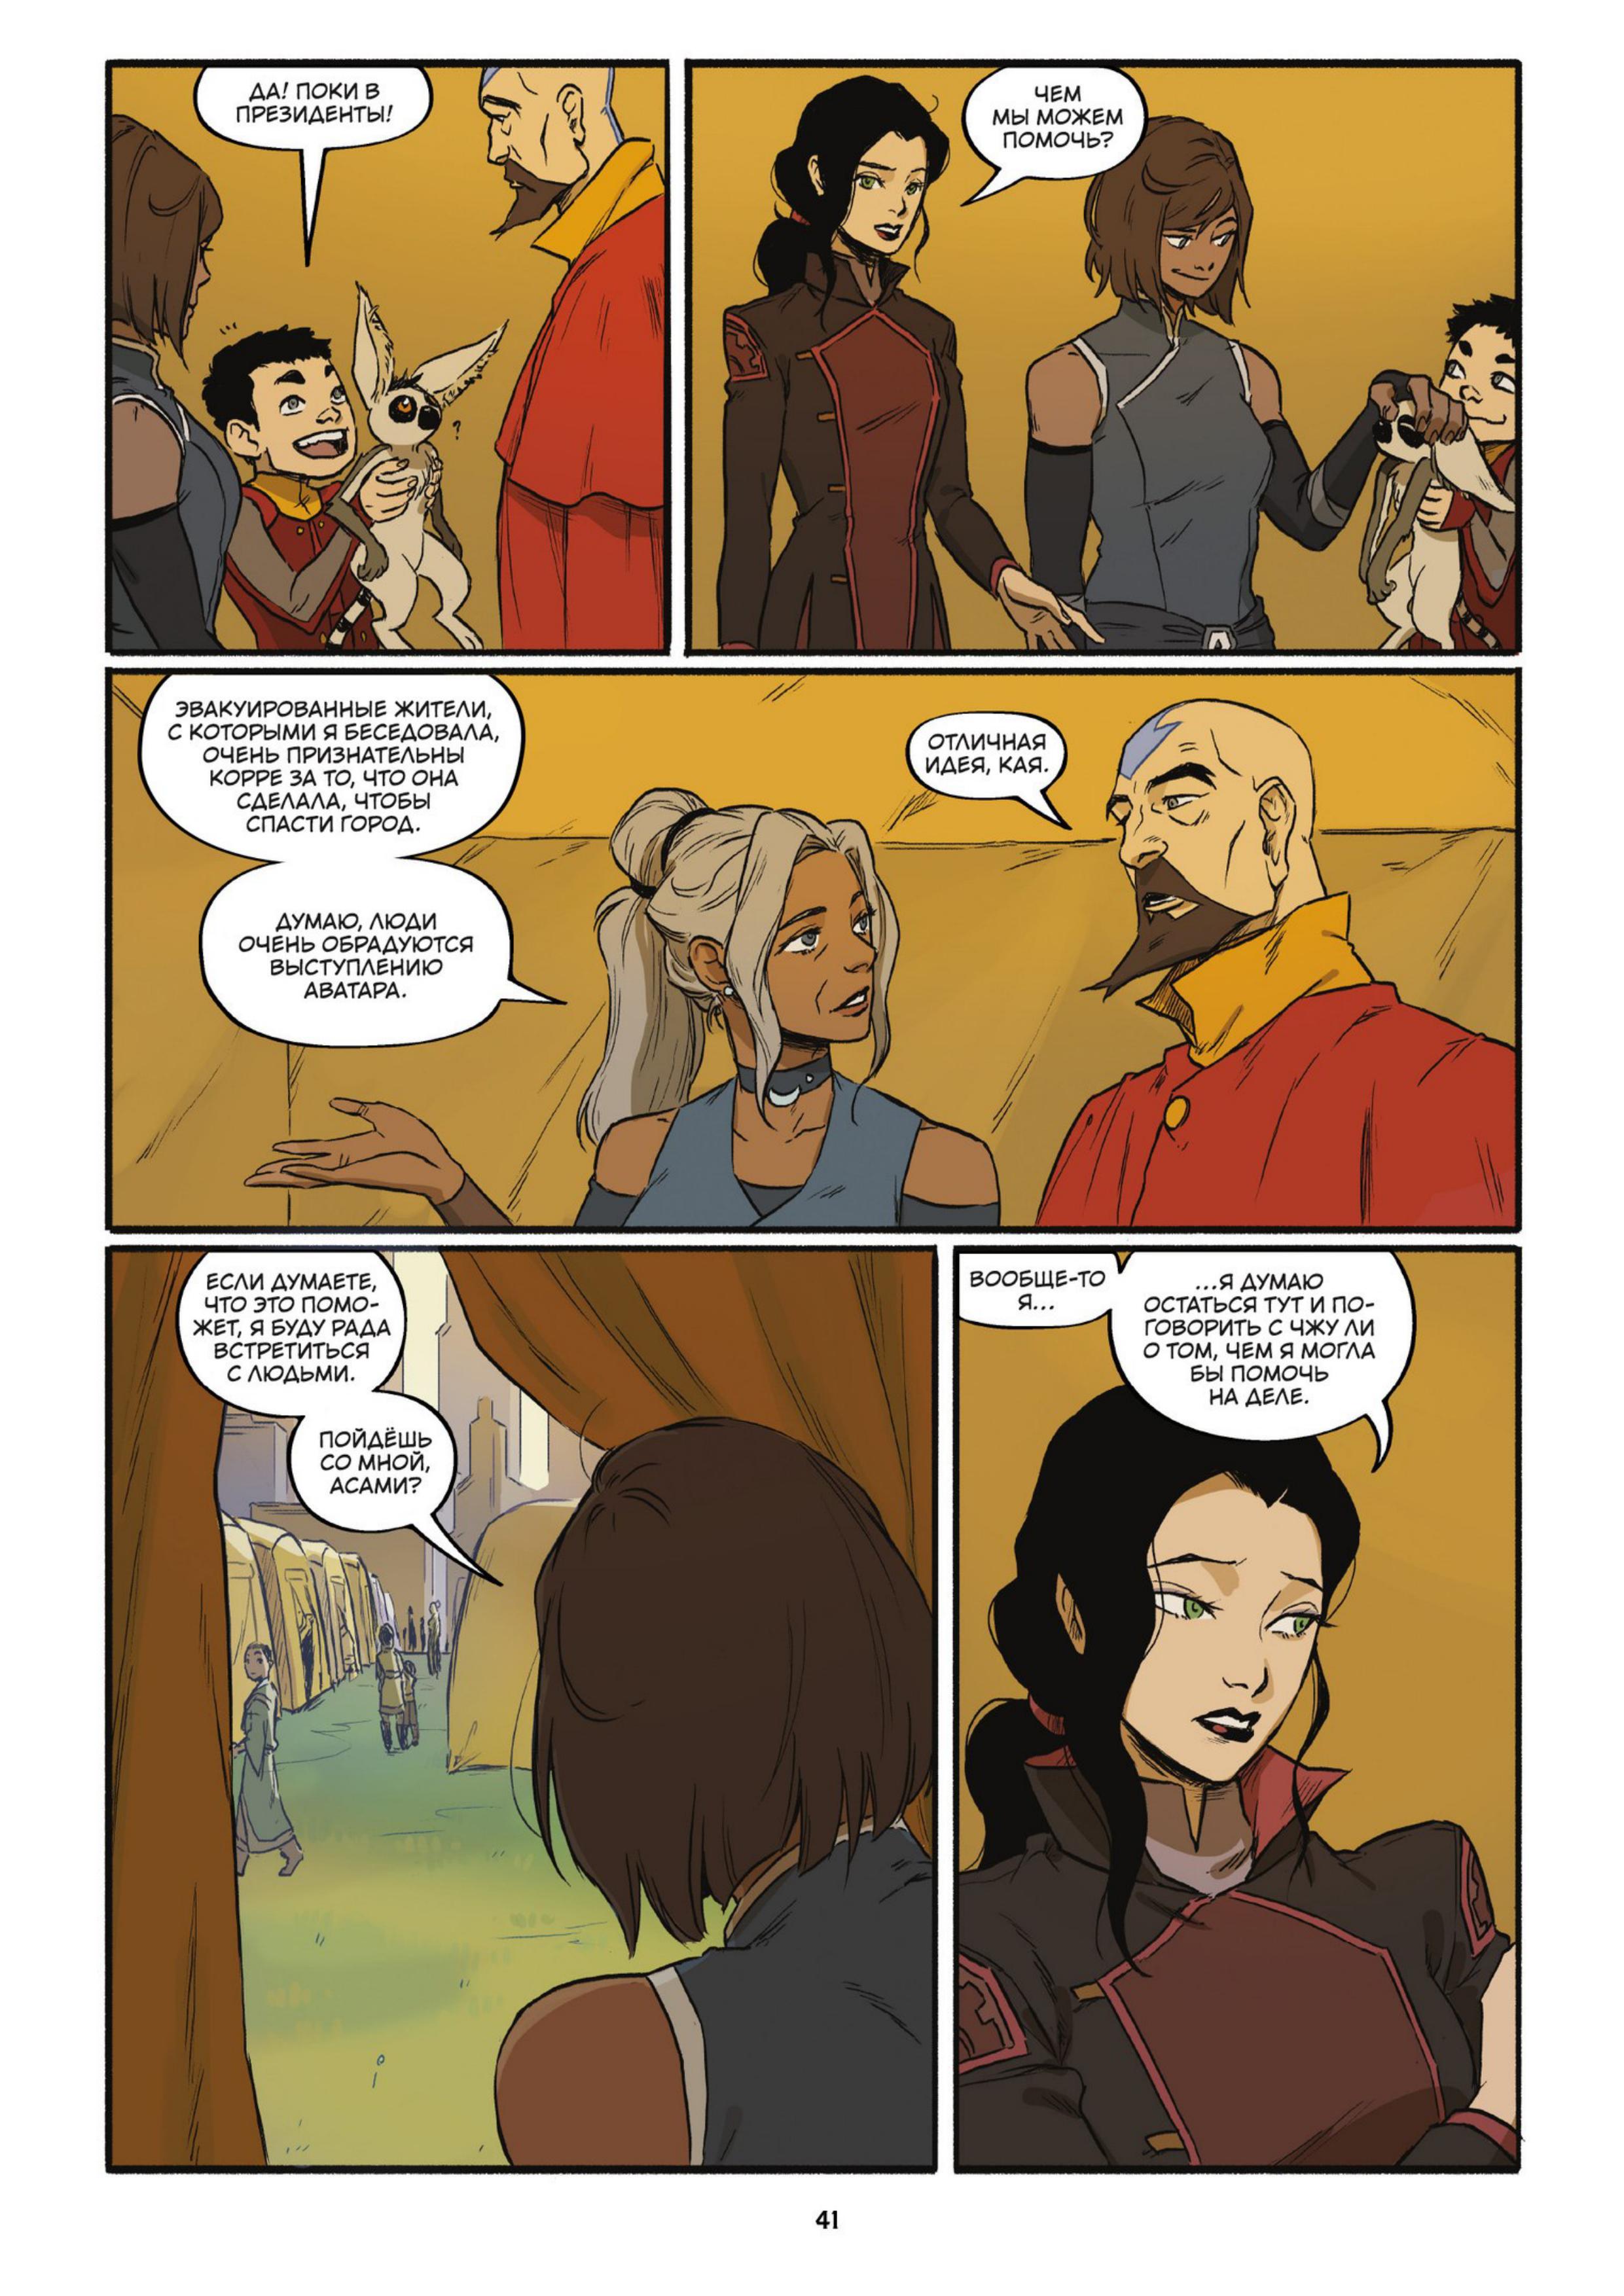 ДА! ПОКИ В
ПРЕЗИДЕНТЫ!
ЧЕМ
МЫ МОЖЕМ
ПОМОЧЬ?
ЭВАКУИРОВАННЫЕ ЖИТЕЛИ,
С КОТОРЫМИ Я БЕСЕДОВАЛА,
ОЧЕНЬ ПРИЗНАТЕЛЬНЫ
КОРРЕ ЗА ТО, ЧТО ОНА
СДЕЛАЛА, ЧТОБЫ
СПАСТИ ГОРОД.
ДУМАЮ, ЛЮДИ
ОЧЕНЬ ОБРАДУЮТСЯ
ВЫСТУПЛЕНИЮ
АВАТАРА.
ОТЛИЧНАЯ
ИДЕЯ, КАЯ.
ЕСЛИ ДУМАЕТЕ,
ЧТО ЭТО ПОМО-
ЖЕТ, Я БУДУ РАДА
ВСТРЕТИТЬСЯ
С ЛЮДЬМИ.
ПОЙДЁШЬ
СО МНОЙ,
АСАМИ?
ВООБЩЕ-ТО
Я...
...Я ДУМАЮ
ОСТАТЬСЯ ТУТ И ПО-
ГОВОРИТЬ С ЧЖУ ЛИ
О ТОМ, ЧЕМ Я МОГЛА
БЫ ПОМОЧЬ
НА ДЕЛЕ.
41